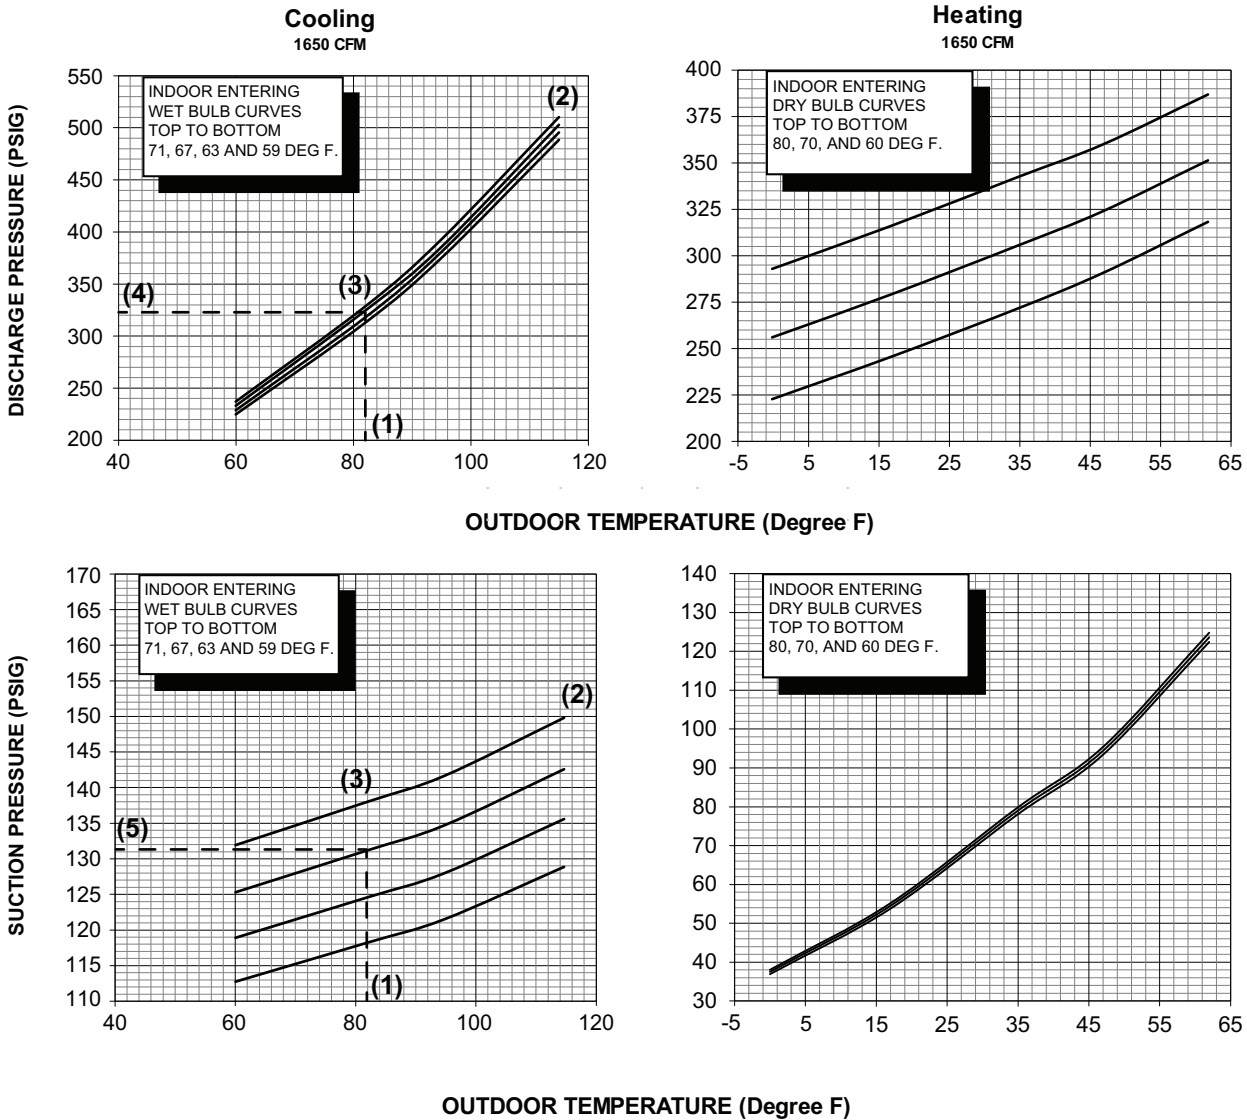 Cooling
1650 CFM
Heating
1650 CFM
DISCHARGE PRESSURE (PSIG)
550
500
450
400
350
300
250
200
INDOOR ENTERING
WET BULB CURVES
TOP TO BOTTOM
71, 67, 63 AND 59 DEG F.
(2)
(3)
(4)
(1)
40 60 80 100 120
400
375
350
325
300
275
250
225
200
INDOOR ENTERING
DRY BULB CURVES
TOP TO BOTTOM
80, 70, AND 60 DEG F.
-5 5 15 25 35 45 55 65
OUTDOOR TEMPERATURE (Degree F)
SUCTION PRESSURE (PSIG)
170
165
160
155
150
145
140
135
130
125
120
115
110
INDOOR ENTERING
WET BULB CURVES
TOP TO BOTTOM
71, 67, 63 AND 59 DEG F.
(2)
(3)
(5)
(1)
40 60 80 100 120
140
130
120
110
100
90
80
70
60
50
40
30
INDOOR ENTERING
DRY BULB CURVES
TOP TO BOTTOM
80, 70, AND 60 DEG F.
-5 5 15 25 35 45 55 65
OUTDOOR TEMPERATURE (Degree F)